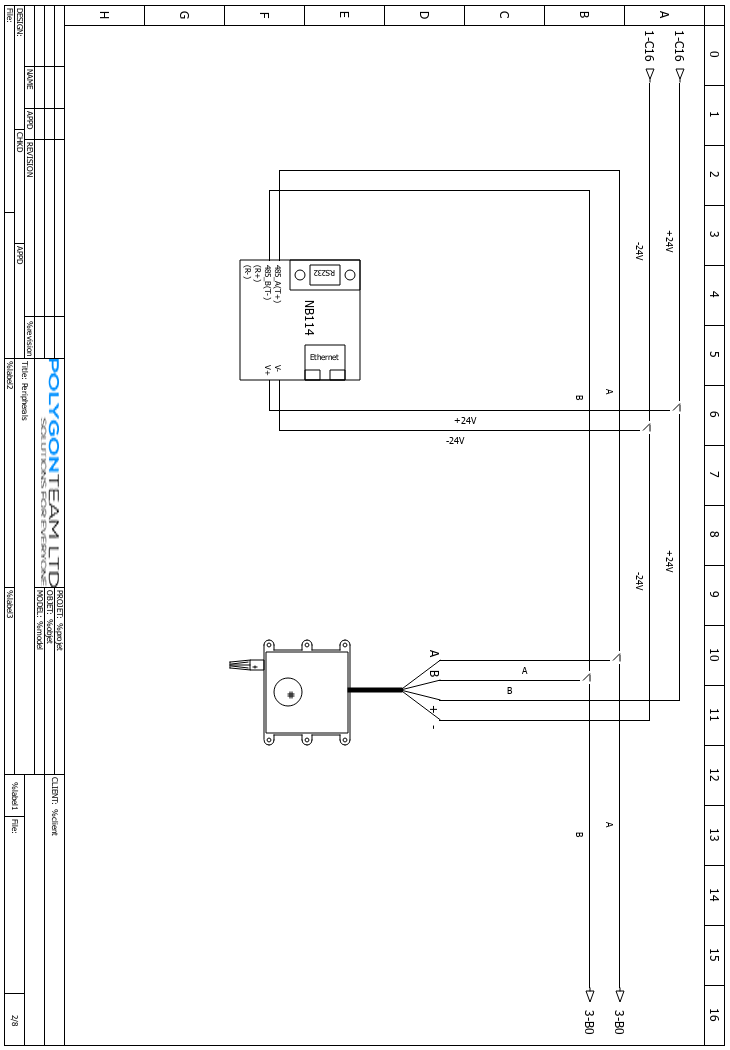 0 1 2 3 4 5 6 7 8 9 10 11 12 13 14 15 16
A
B
C
D
E
F
G
H
1-C16
1-C16
+24V
-24V
+24V
-24V
A
B
RS232
NB114
Ethernet
485_A(T+)
485_B(T-)
(R+)
(R-)
V-
V+
+24V
-24V
A
B
+
-
A
B
A
B
3-B0
3-B0
POLYGONTEAM LTD
SOLUTIONS FOR EVERYONE
PROJET: %projet
OBJET: %objet
MODEL: %model
CLIENT: %client
NAME
APPD
REVISION
%revision
DESIGN:
CHKD
APPD
Title: Peripherals
File:
%label2
%label3
%label1
File:
2/8